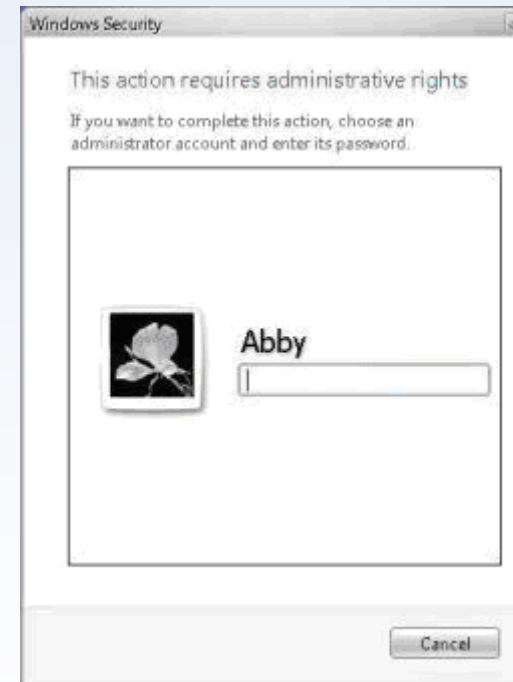 Windows Security
This action requires administrative rights
If you want to complete this action, choose an
administrator account and enter its password.
Abby
Cancel